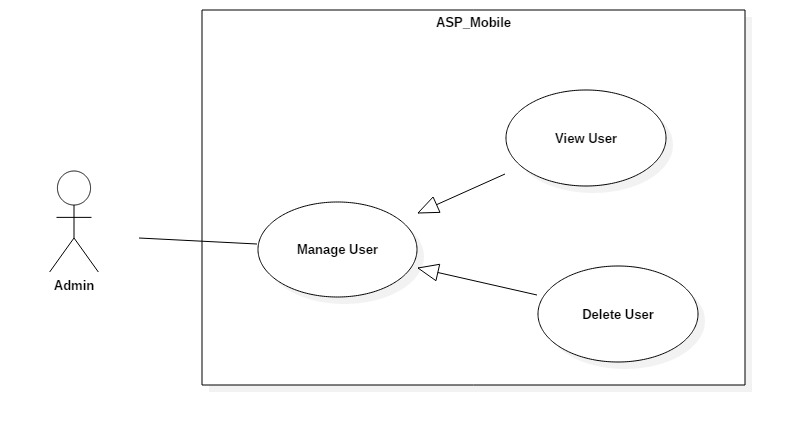 ASP_Mobile
View User
Manage User
Admin
Delete User